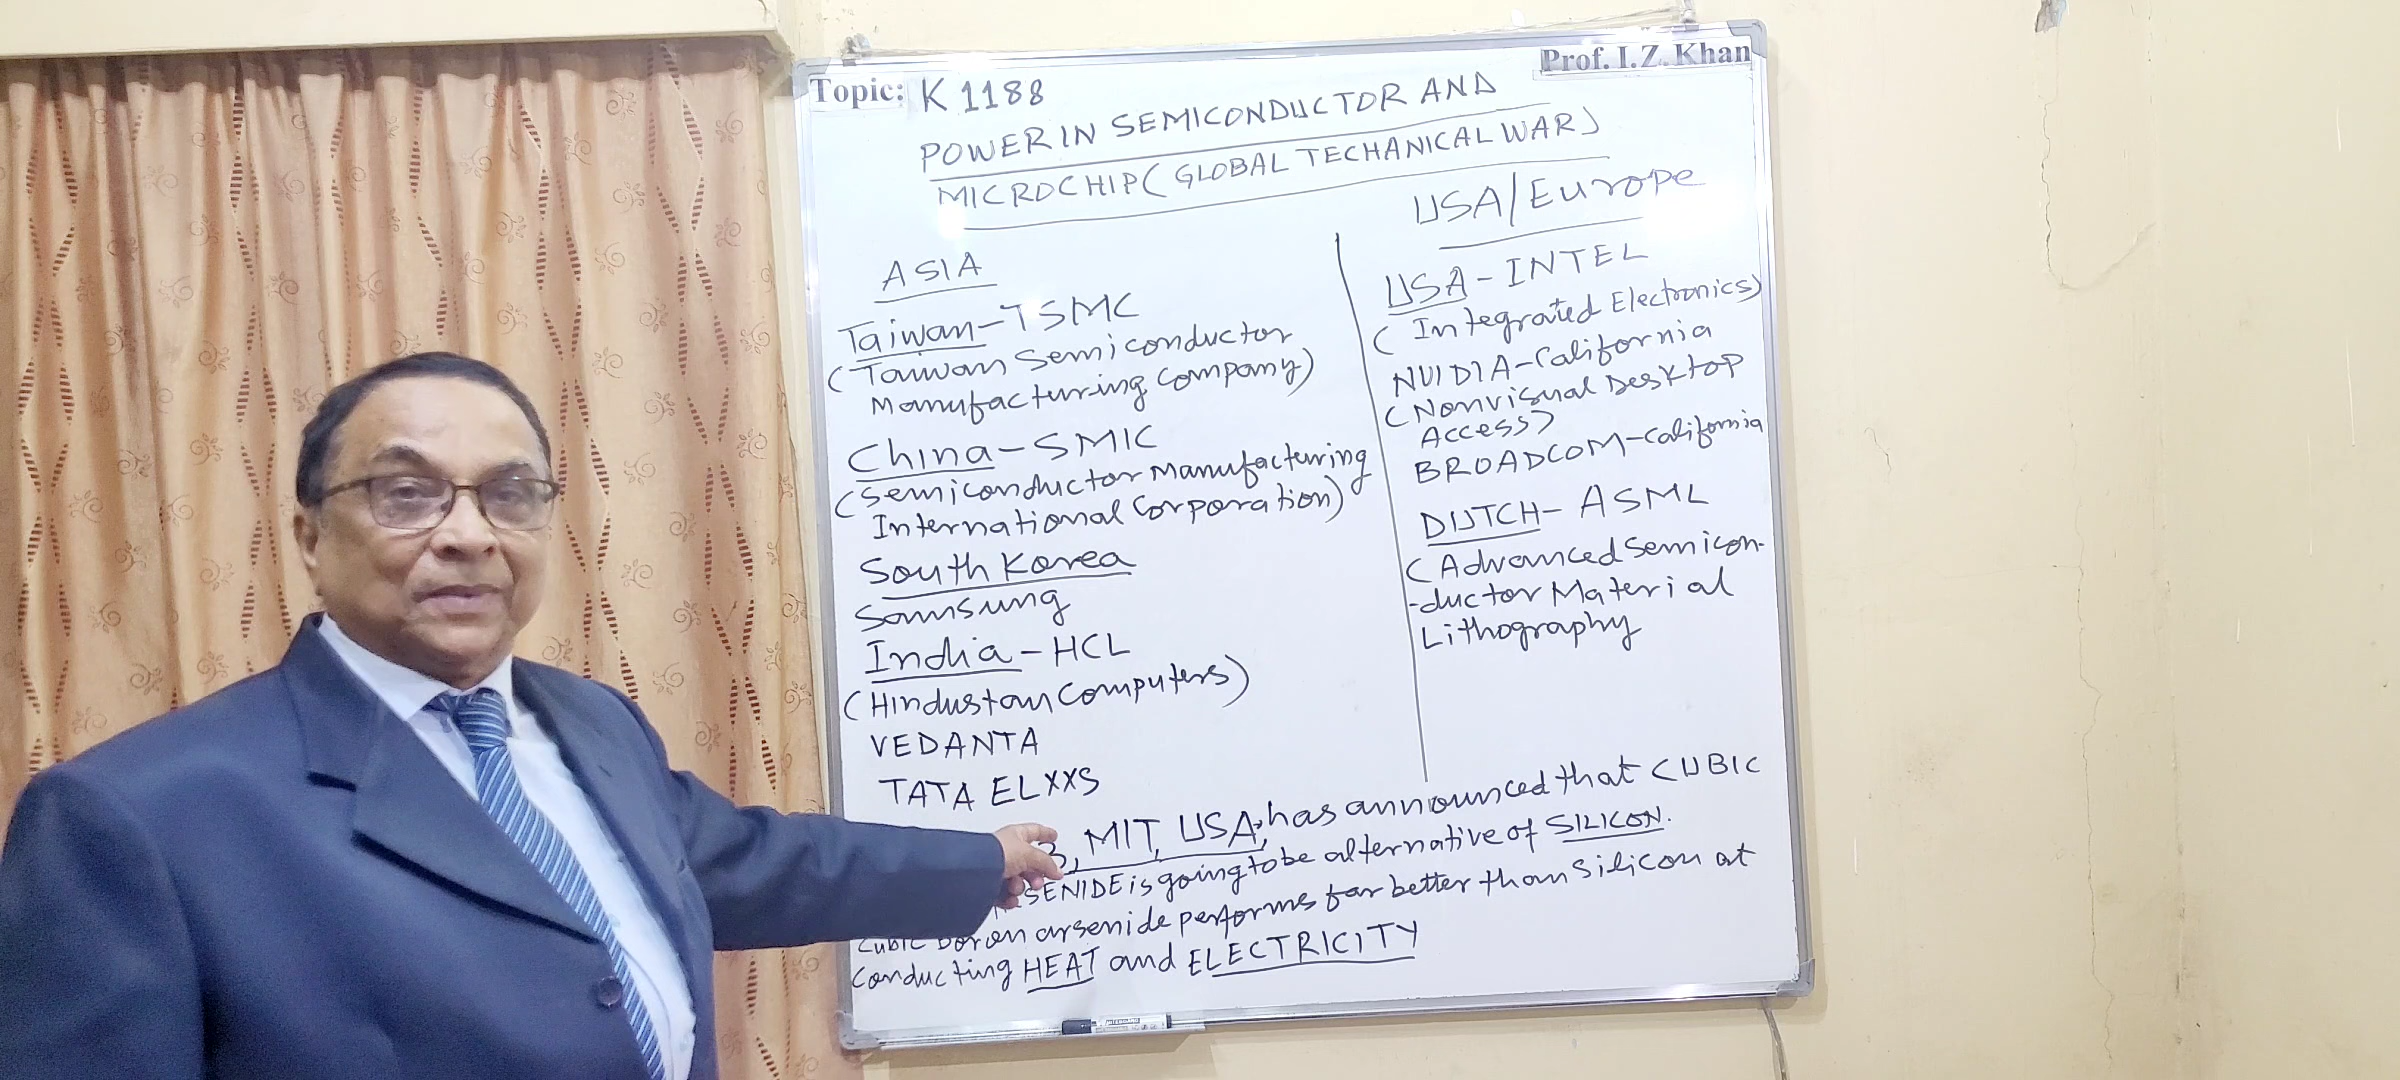 Topic: K 1188
Prof. I.Z. Khan
POWER IN SEMICONDUCTOR AND
MICROCHIP (GLOBAL TECHANICAL WAR)
ASIA
Taiwan-TSMC
(Taiwan Semiconductor
Manufacturing Company)
China-SMIC
(Semiconductor Manufacturing
International Corporation)
South Korea
Samsung
India-HCL
(Hindustan Computers)
VEDANTA
TATA ELXXS
USA/Europe
USA-INTEL
(Integrated Electronics)
NVIDIA-California
(Nonvisual Desktop
Access)
BROADCOM-California
DUTCH-ASML
(Advanced Semicon-
-ductor Material
Lithography
, MIT, USA, has announced that CUBIC
SENIDE is going to be alternative of SILICON.
Cubic boron arsenide performs far better than silicon at
conducting HEAT and ELECTRICITY